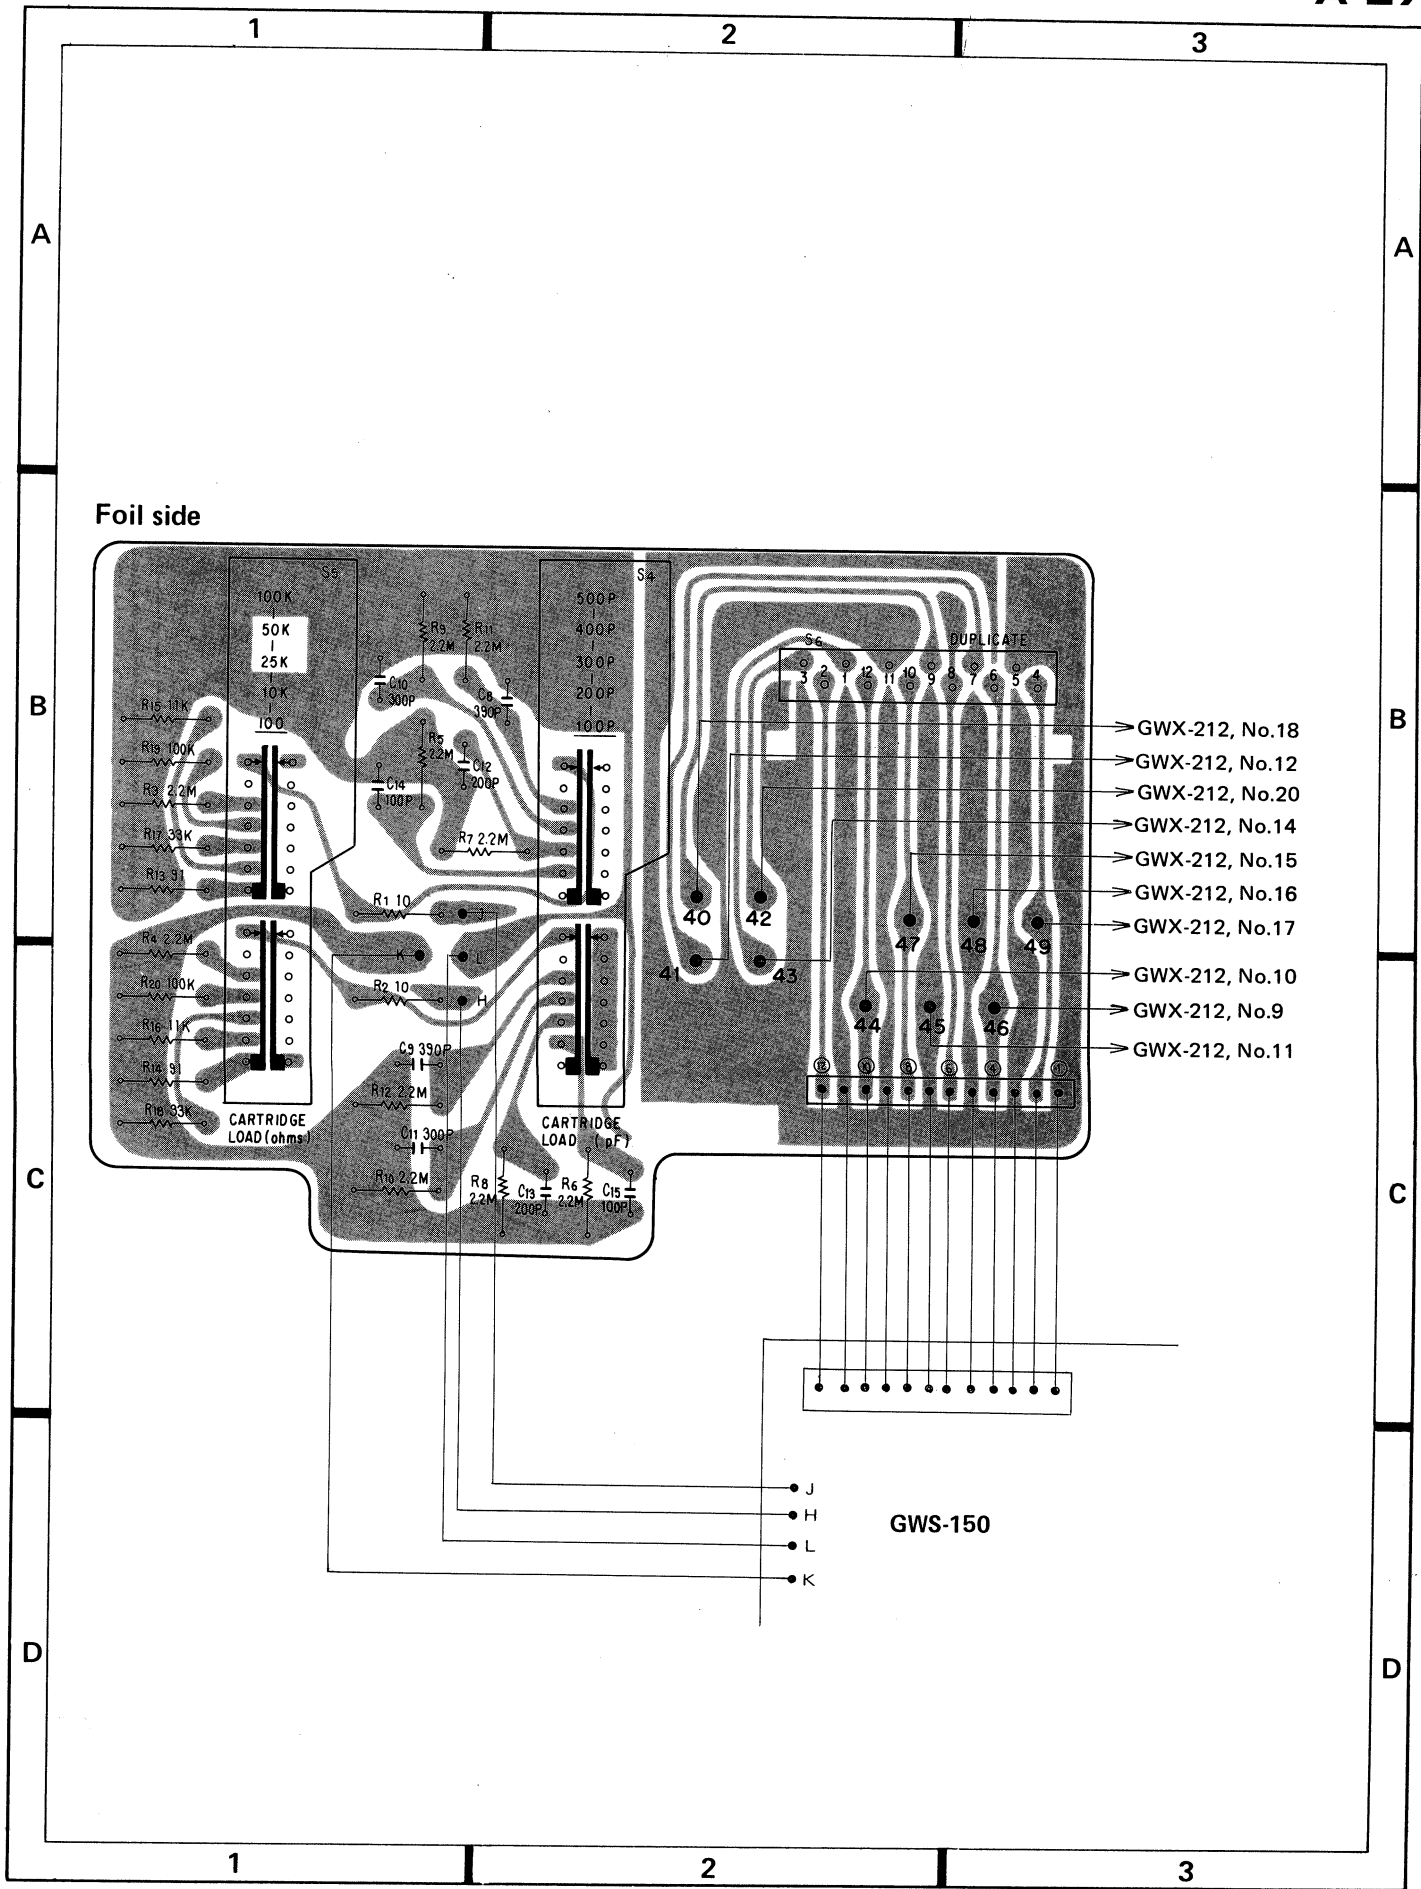 1 2 3
A A
Foil side
S5 S4
100K
50K
25K
10K
100
500P
400P
300P
200P
100P
R9 2.2M
R11 2.2M
C10 300P
C8 390P
R5 2.2M
C12 200P
C14 100P
R7 2.2M
R15 11K
R19 100K
R3 2.2M
R17 33K
R13 91
S6 DUPLICATE
3 2 1 12 11 10 9 8 7 6 5 4
B B
GWX-212, No.18
GWX-212, No.12
GWX-212, No.20
GWX-212, No.14
GWX-212, No.15
GWX-212, No.16
GWX-212, No.17
GWX-212, No.10
GWX-212, No.9
GWX-212, No.11
R1 10 J
K L
R2 10 H
40 42 47 48 49
41 43
44 45 46
R4 2.2M
R20 100K
R16 11K
R14 91
R18 33K
C9 390P
R12 2.2M
C11 300P
R10 2.2M
12 10 8 6 4 1
CARTRIDGE
LOAD (ohms)
CARTRIDGE
LOAD (pF)
R8 2.2M
C13 200P
R6 2.2M
C15 100P
C C
J
H
L
K
GWS-150
D D
1 2 3